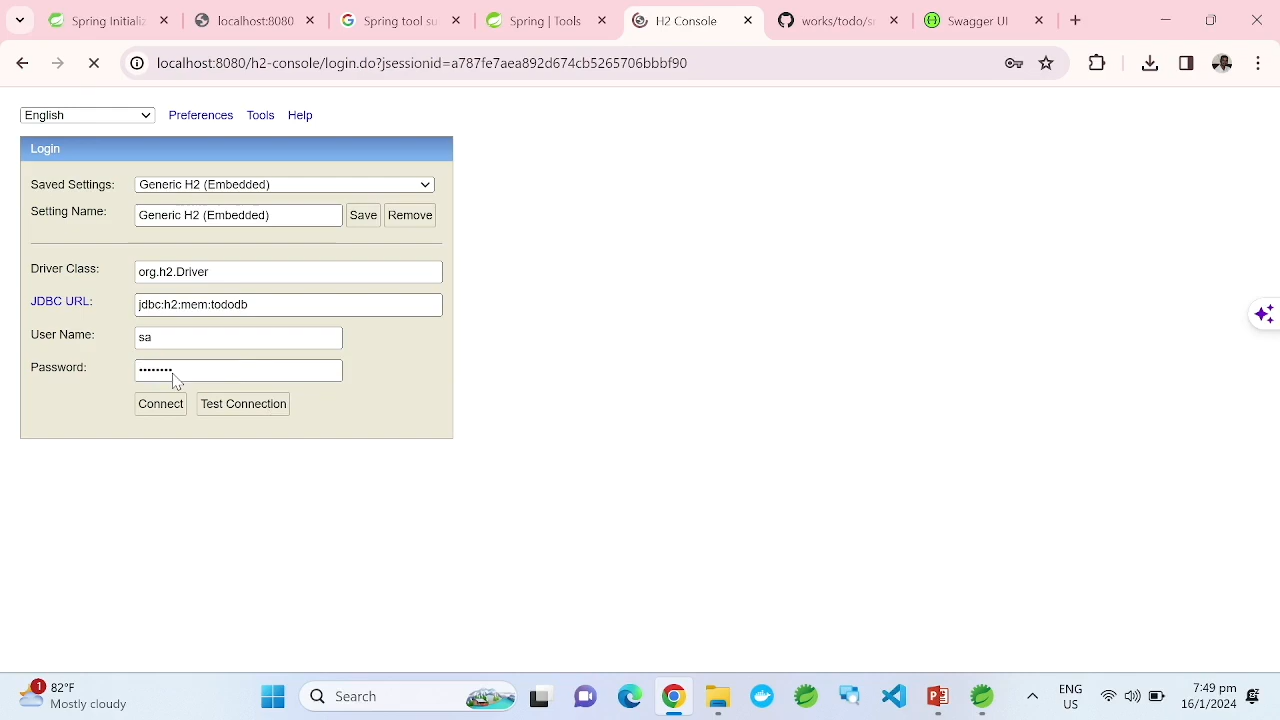 Spring Initializ
localhost:8080
Spring tool su
Spring | Tools
H2 Console
works/todo/s
Swagger UI
localhost:8080/h2-console/login.do?jsessionid=a787fe7aea892d674cb5265706bbbf90
English
Preferences
Tools
Help
Login
Saved Settings:
Generic H2 (Embedded)
Setting Name:
Generic H2 (Embedded)
Save
Remove
Driver Class:
org.h2.Driver
JDBC URL:
jdbc:h2:mem:tododb
User Name:
sa
Password:
••••••••
Connect
Test Connection
1
82°F
Mostly cloudy
Search
ENG
US
7:49 pm
16/1/2024